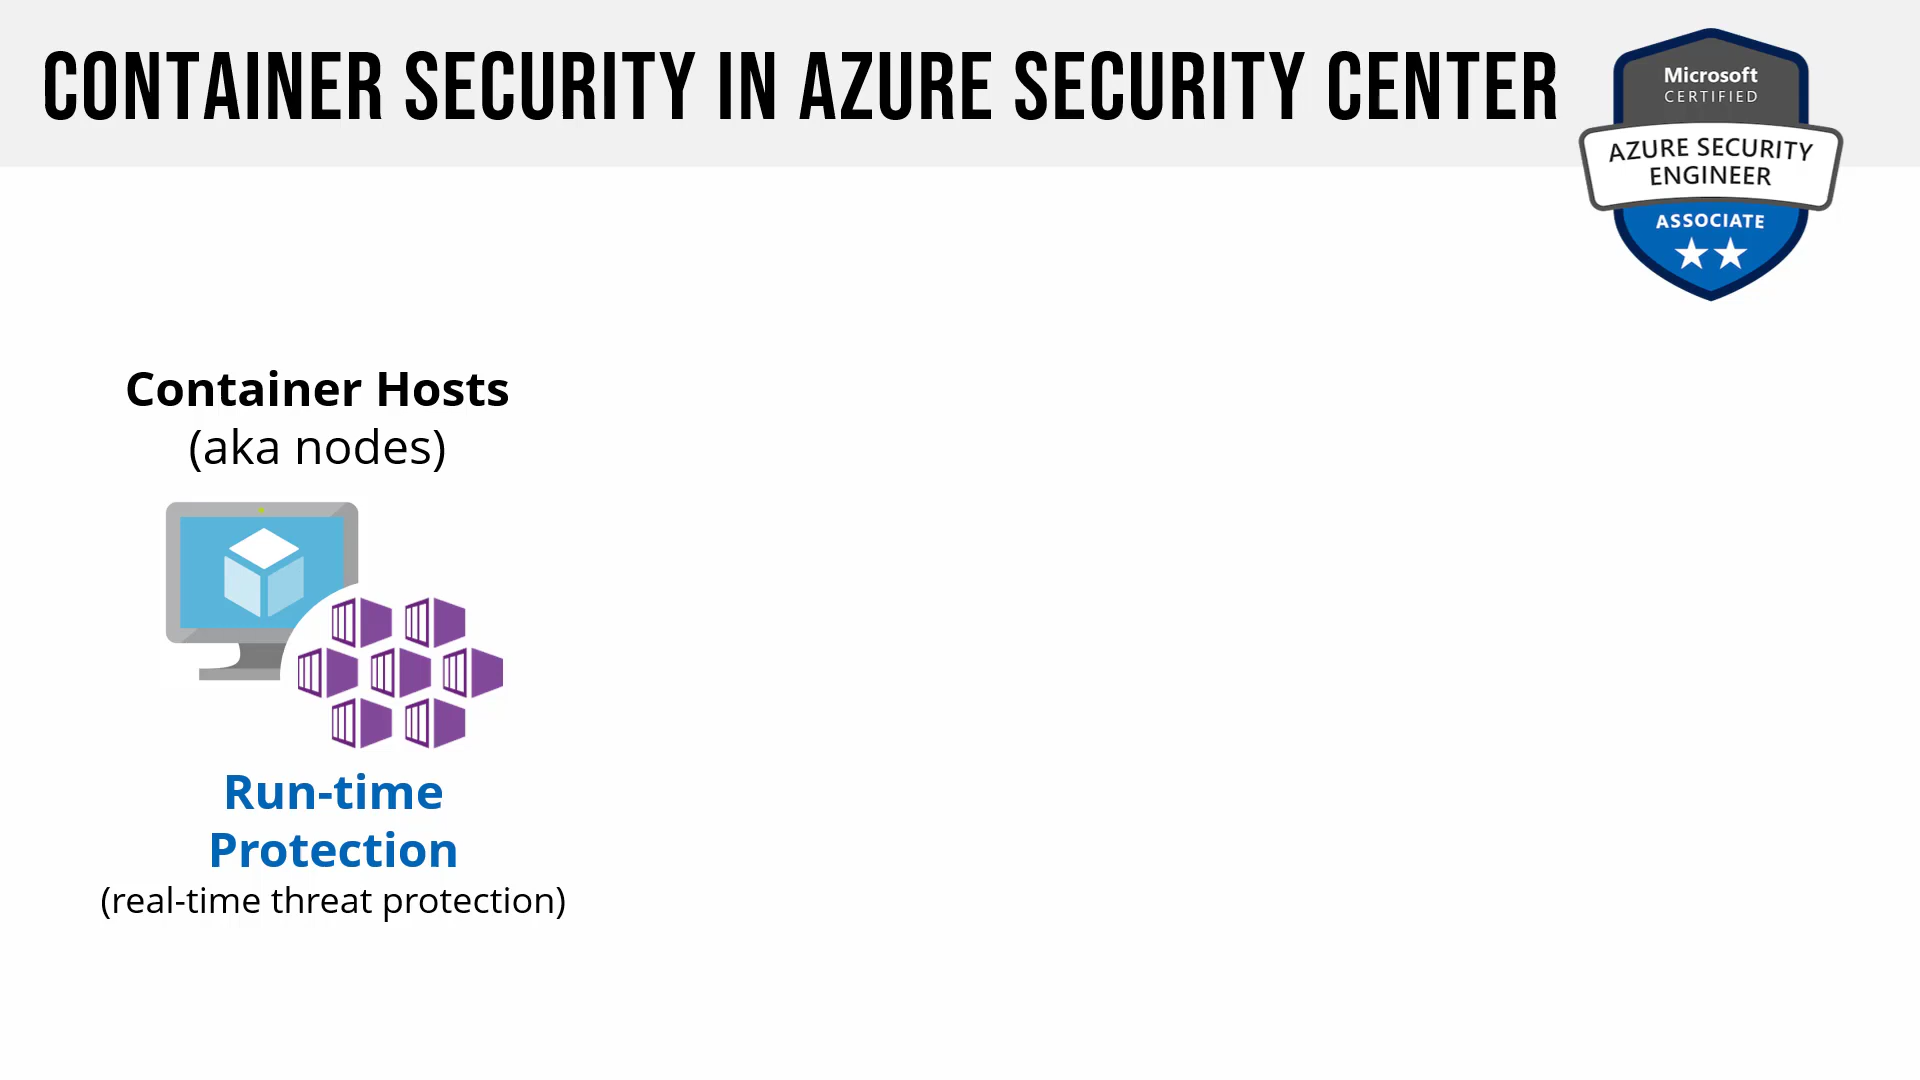 CONTAINER SECURITY IN AZURE SECURITY CENTER
Microsoft
CERTIFIED
AZURE SECURITY
ENGINEER
ASSOCIATE
Container Hosts
(aka nodes)
Run-time
Protection
(real-time threat protection)